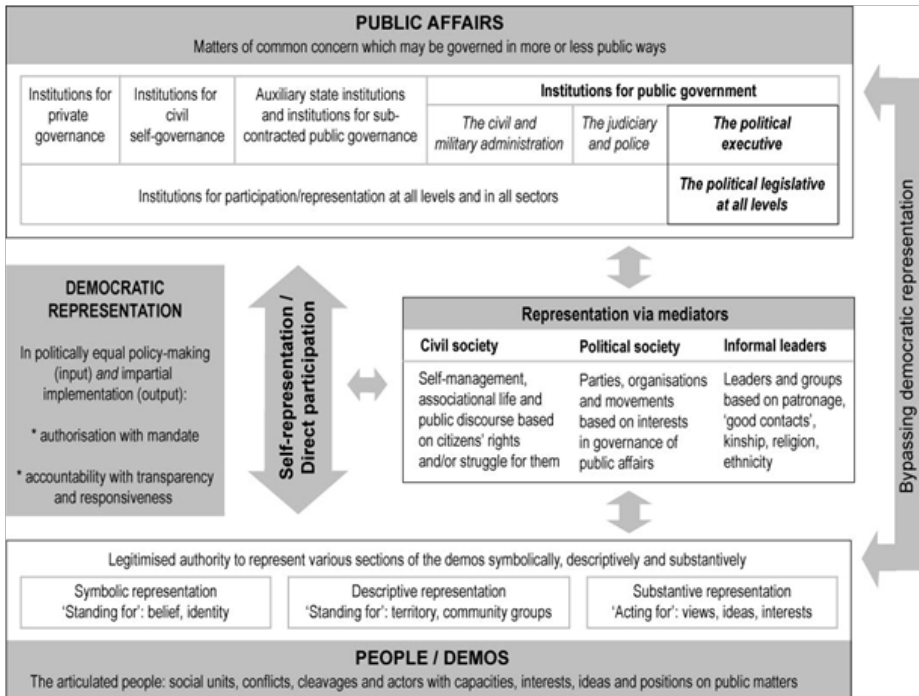 PUBLIC AFFAIRS
Matters of common concern which may be governed in more or less public ways
Institutions for
private
governance
Institutions for
civil
self-governance
Auxiliary state institutions
and institutions for sub-
contracted public governance
Institutions for public government
The civil and
military administration
The judiciary
and police
The political
executive
Institutions for participation/representation at all levels and in all sectors
The political legislative
at all levels
DEMOCRATIC
REPRESENTATION
In politically equal policy-making
(input) and impartial
implementation (output):
* authorisation with mandate
* accountability with transparency
and responsiveness
Self-representation /
Direct participation
Representation via mediators
Civil society
Self-management,
associational life and
public discourse based
on citizens' rights
and/or struggle for them
Political society
Parties, organisations
and movements
based on interests
in governance of
public affairs
Informal leaders
Leaders and groups
based on patronage,
'good contacts',
kinship, religion,
ethnicity
Bypassing democratic representation
Legitimised authority to represent various sections of the demos symbolically, descriptively and substantively
Symbolic representation
'Standing for': belief, identity
Descriptive representation
'Standing for': territory, community groups
Substantive representation
'Acting for': views, ideas, interests
PEOPLE / DEMOS
The articulated people: social units, conflicts, cleavages and actors with capacities, interests, ideas and positions on public matters